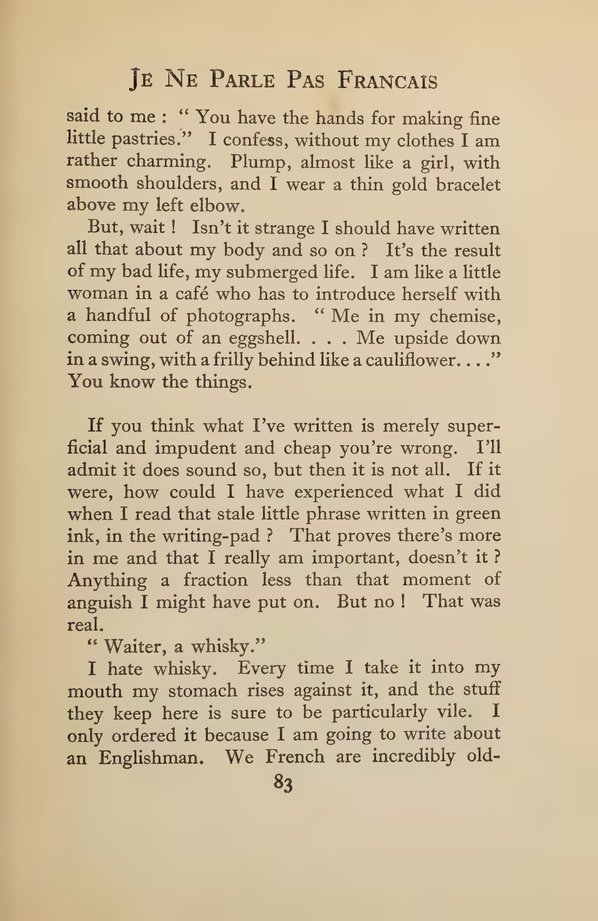 Je Ne Parle Pas Francais
said to me : “ You have the hands for making fine
little pastries.” I confess, without my clothes I am
rather charming. Plump, almost like a girl, with
smooth shoulders, and I wear a thin gold bracelet
above my left elbow.
But, wait ! Isn’t it strange I should have written
all that about my body and so on ? It’s the result
of my bad life, my submerged life. I am like a little
woman in a café who has to introduce herself with
a handful of photographs. “ Me in my chemise,
coming out of an eggshell. . . . Me upside down
in a swing, with a frilly behind like a cauliflower. . . .”
You know the things.
If you think what I’ve written is merely super-
ficial and impudent and cheap you’re wrong. I’ll
admit it does sound so, but then it is not all. If it
were, how could I have experienced what I did
when I read that stale little phrase written in green
ink, in the writing-pad ? That proves there’s more
in me and that I really am important, doesn’t it ?
Anything a fraction less than that moment of
anguish I might have put on. But no ! That was
real.
“ Waiter, a whisky.”
I hate whisky. Every time I take it into my
mouth my stomach rises against it, and the stuff
they keep here is sure to be particularly vile. I
only ordered it because I am going to write about
an Englishman. We French are incredibly old-
83